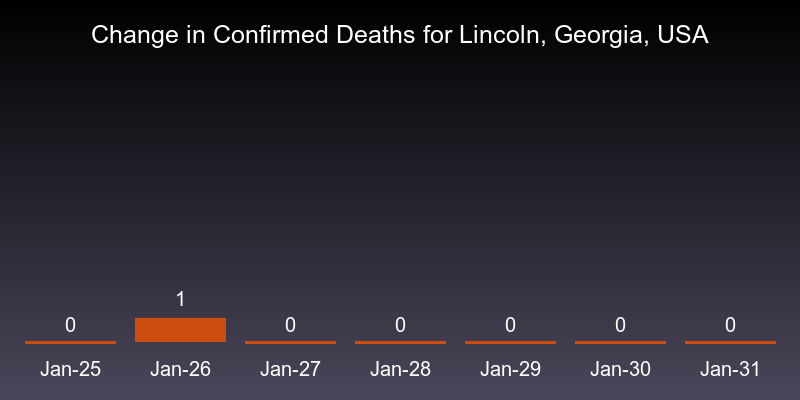 Change in Confirmed Deaths for Lincoln, Georgia, USA
1
0 0 0 0 0 0
Jan-25 Jan-26 Jan-27 Jan-28 Jan-29 Jan-30 Jan-31